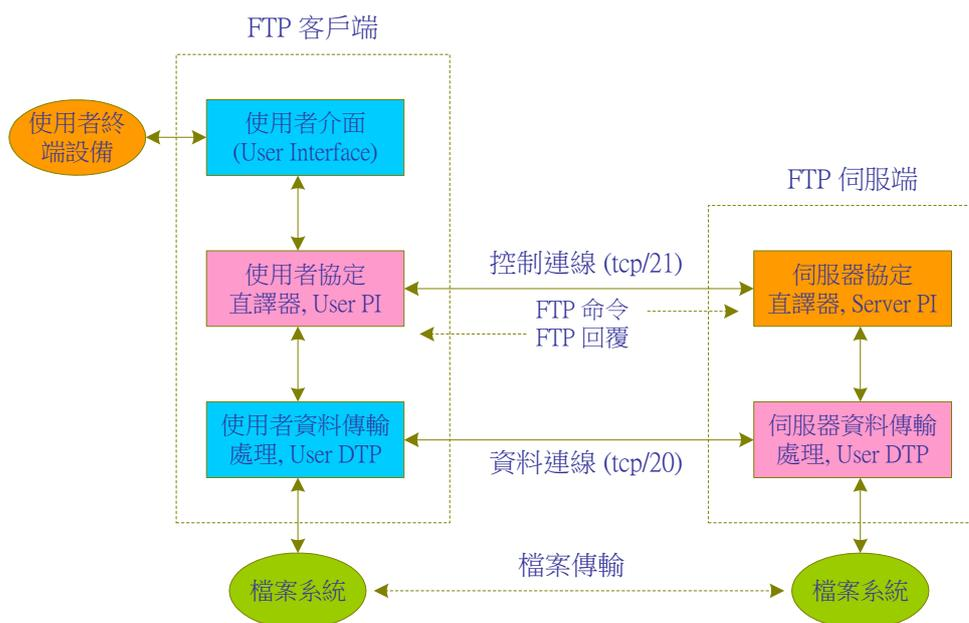 FTP 客戶端
使用者終
端設備
使用者介面
(User Interface)
FTP 伺服端
使用者協定
直譯器, User PI
控制連線 (tcp/21)
FTP 命令
FTP 回覆
伺服器協定
直譯器, Server PI
使用者資料傳輸
處理, User DTP
資料連線 (tcp/20)
伺服器資料傳輸
處理, User DTP
檔案系統
檔案傳輸
檔案系統